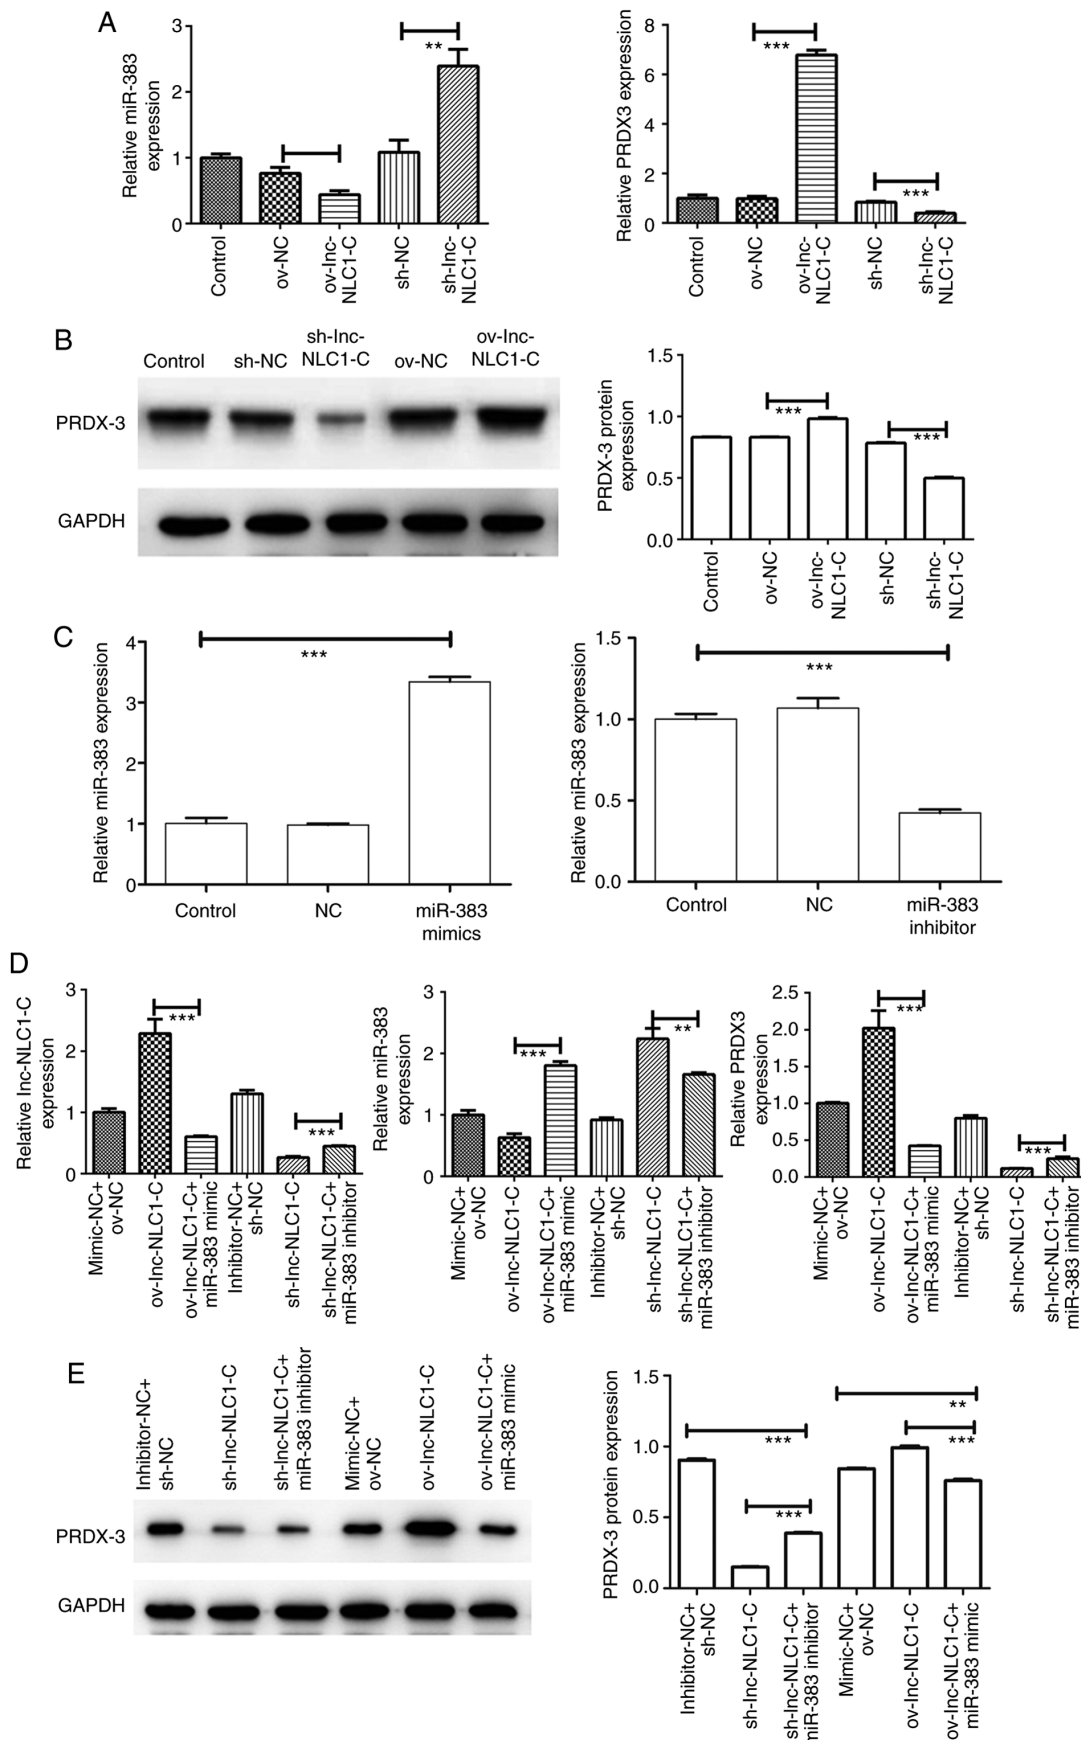 A
Relative miR-383
expression
3
2
1
0
**
Control
ov-NC
ov-lnc-
NLC1-C
sh-NC
sh-lnc-
NLC1-C
Relative PRDX3 expression
8
6
4
2
0
***
***
Control
ov-NC
ov-lnc-
NLC1-C
sh-NC
sh-lnc-
NLC1-C
B
Control
sh-NC
sh-lnc-
NLC1-C
ov-NC
ov-lnc-
NLC1-C
PRDX-3
GAPDH
PRDX-3 protein
expression
1.5
1.0
0.5
0.0
***
***
Control
ov-NC
ov-lnc-
NLC1-C
sh-NC
sh-lnc-
NLC1-C
C
Relative miR-383 expression
4
3
2
1
0
***
Control
NC
miR-383
mimics
Relative miR-383 expression
1.5
1.0
0.5
0.0
***
Control
NC
miR-383
inhibitor
D
Relative lnc-NLC1-C
expression
3
2
1
0
***
***
Mimic-NC+
ov-NC
ov-lnc-NLC1-C
ov-lnc-NLC1-C+
miR-383 mimic
Inhibitor-NC+
sh-NC
sh-lnc-NLC1-C
sh-lnc-NLC1-C+
miR-383 inhibitor
Relative miR-383
expression
3
2
1
0
***
**
Mimic-NC+
ov-NC
ov-lnc-NLC1-C
ov-lnc-NLC1-C+
miR-383 mimic
Inhibitor-NC+
sh-NC
sh-lnc-NLC1-C
sh-lnc-NLC1-C+
miR-383 inhibitor
Relative PRDX3
expression
2.5
2.0
1.5
1.0
0.5
0.0
***
***
Mimic-NC+
ov-NC
ov-lnc-NLC1-C
ov-lnc-NLC1-C+
miR-383 mimic
Inhibitor-NC+
sh-NC
sh-lnc-NLC1-C
sh-lnc-NLC1-C+
miR-383 inhibitor
E
Inhibitor-NC+
sh-NC
sh-lnc-NLC1-C
sh-lnc-NLC1-C+
miR-383 inhibitor
Mimic-NC+
ov-NC
ov-lnc-NLC1-C
ov-lnc-NLC1-C+
miR-383 mimic
PRDX-3
GAPDH
PRDX-3 protein expression
1.5
1.0
0.5
0.0
**
***
***
***
Inhibitor-NC+
sh-NC
sh-lnc-NLC1-C
sh-lnc-NLC1-C+
miR-383 inhibitor
Mimic-NC+
ov-NC
ov-lnc-NLC1-C
ov-lnc-NLC1-C+
miR-383 mimic